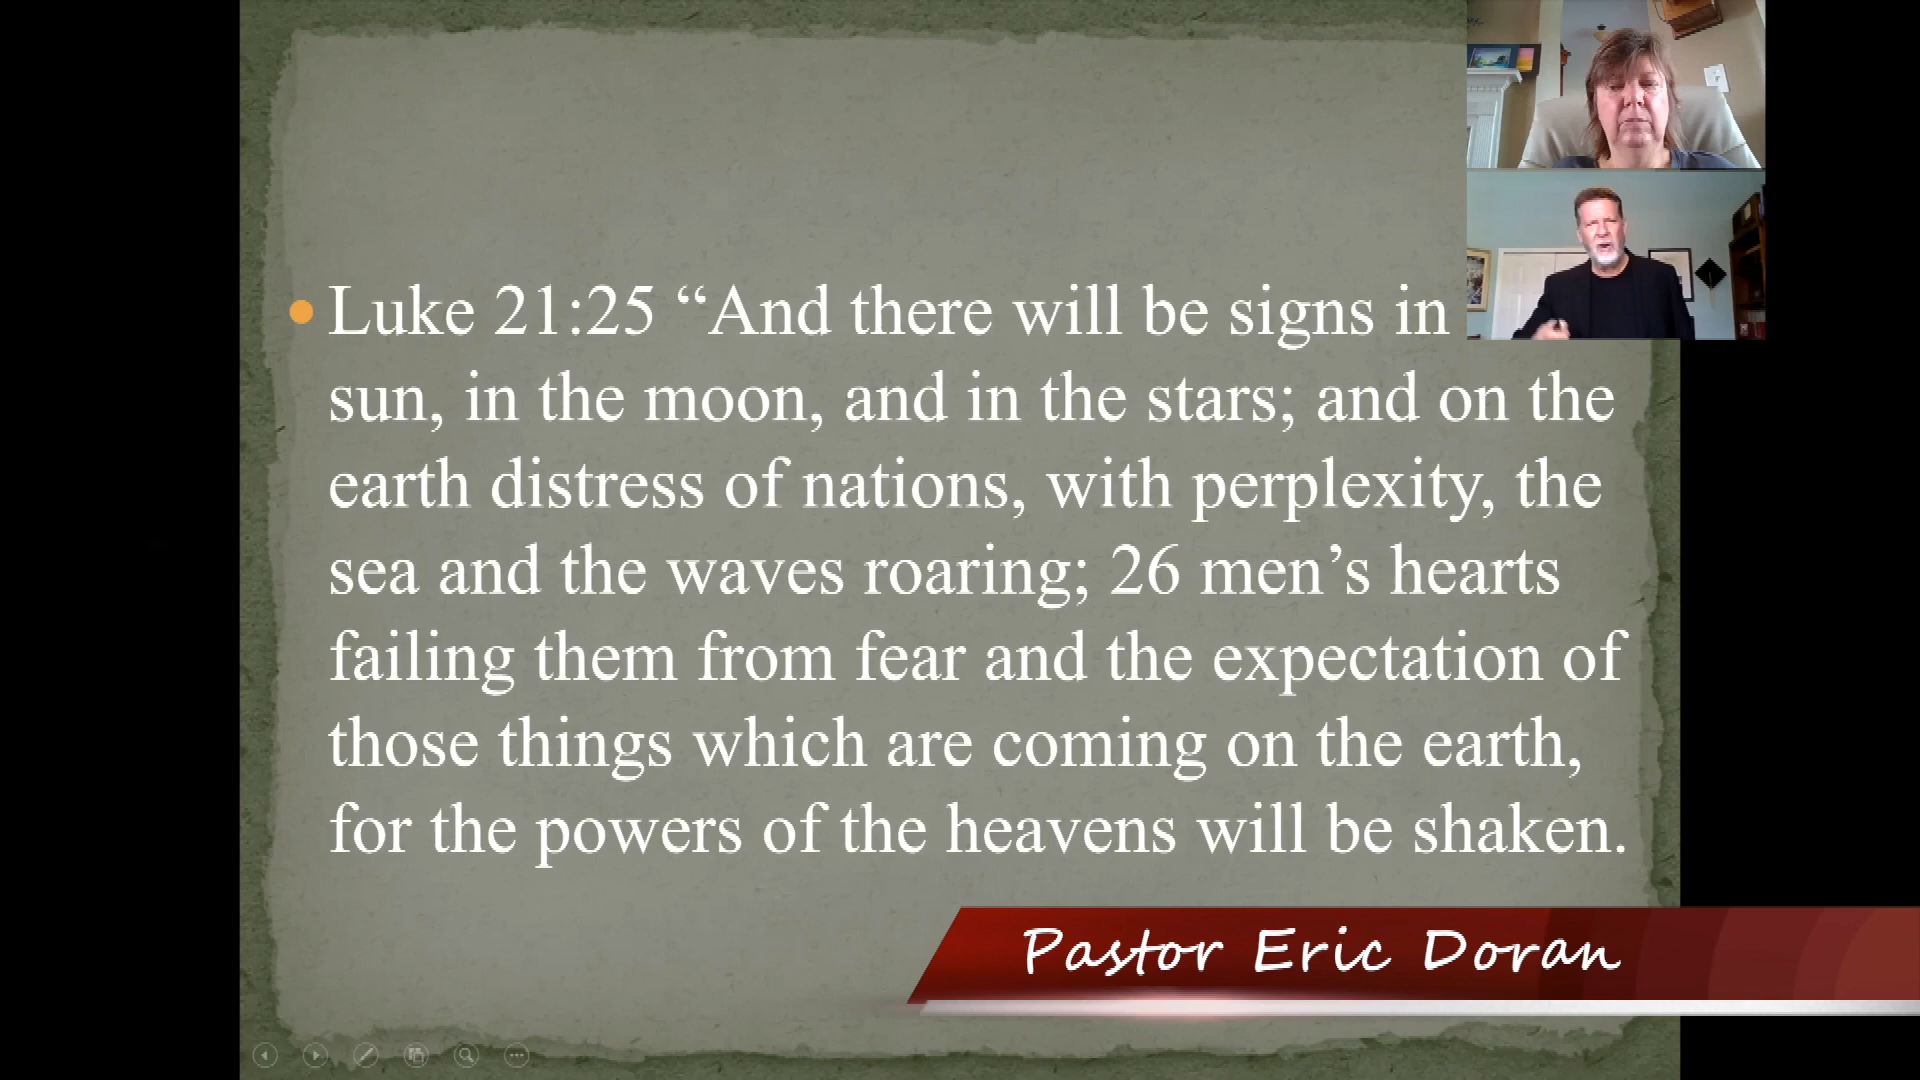 Luke 21:25 “And there will be signs in
sun, in the moon, and in the stars; and on the
earth distress of nations, with perplexity, the
sea and the waves roaring; 26 men’s hearts
failing them from fear and the expectation of
those things which are coming on the earth,
for the powers of the heavens will be shaken.
Pastor Eric Doran